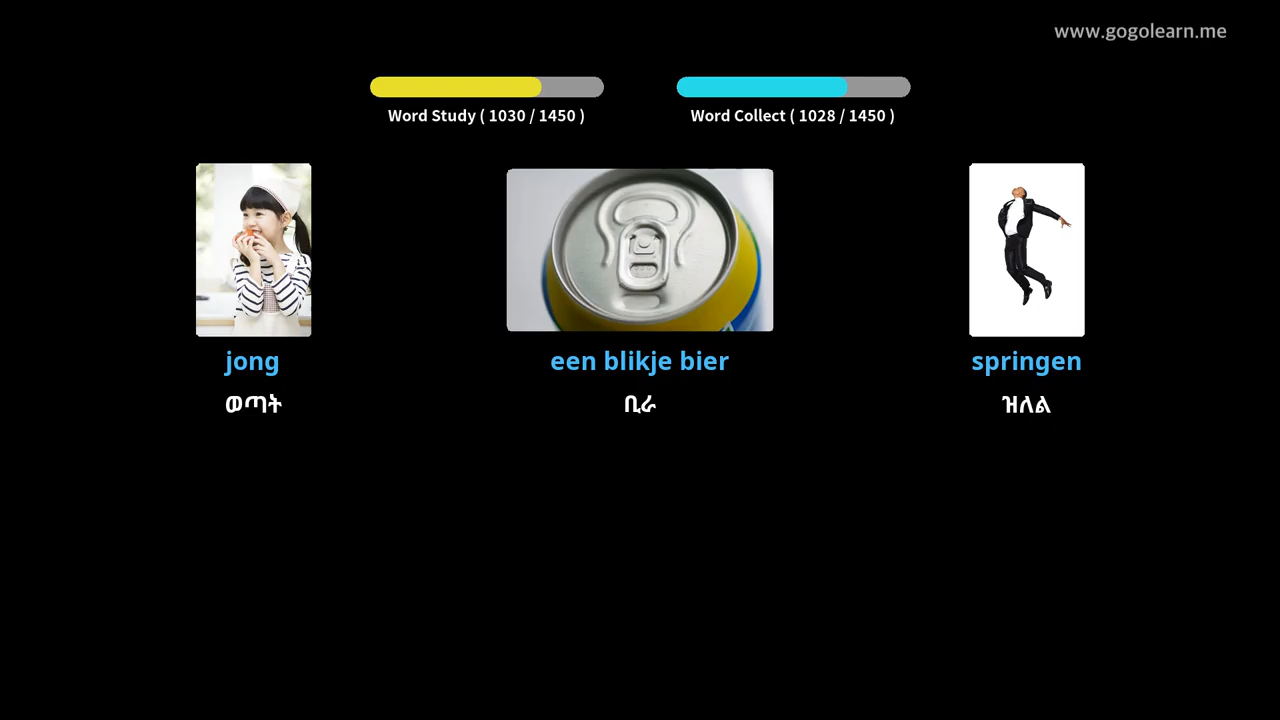 www.gogolearn.me
Word Study ( 1030 / 1450 )
Word Collect ( 1028 / 1450 )
jong
een blikje bier
springen
ወጣት
ቢራ
ዝለል